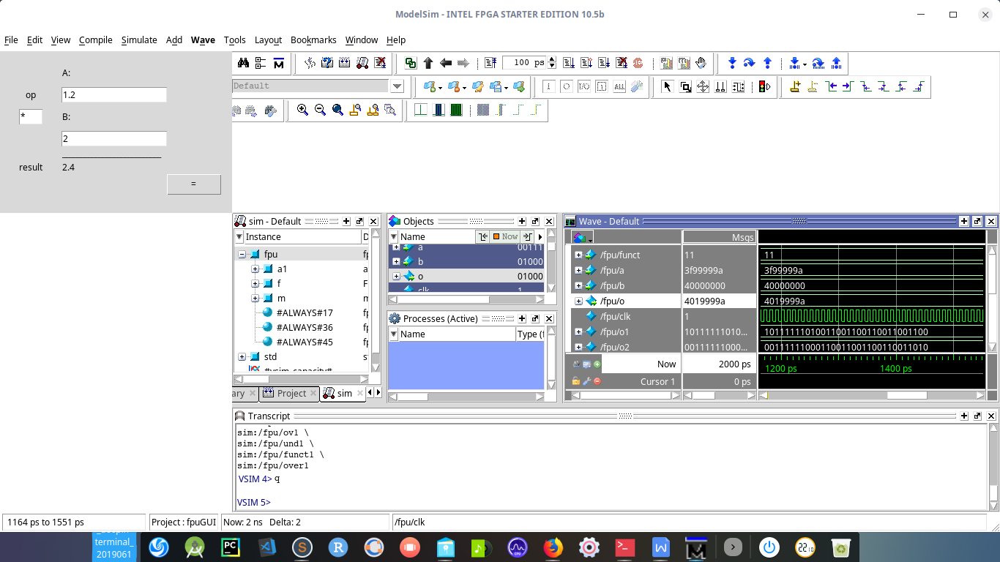 ModelSim - INTEL FPGA STARTER EDITION 10.5b
File Edit View Compile Simulate Add Wave Tools Layout Bookmarks Window Help
A:
op
1.2
*
B:
2
result
2.4
=
100 ps
Default
sim - Default
Instance
fpu
a1
f
m
#ALWAYS#17
#ALWAYS#36
#ALWAYS#45
std
#vsim_capacity#
Project
sim
Objects
Name
Now
a 00111
b 01000
o 01000
clk 1
Processes (Active)
Name Type (
Wave - Default
Msgs
/fpu/funct 11 11
/fpu/a 3f99999a 3f99999a
/fpu/b 40000000 40000000
/fpu/o 4019999a 4019999a
/fpu/clk 1
/fpu/o1 10111111010... 10111111010011001100110011001100
/fpu/o2 00111111000... 00111111000110011001100110011010
Now 2000 ps 1200 ps 1400 ps
Cursor 1 0 ps
Transcript
sim:/fpu/ov1 \
sim:/fpu/und1 \
sim:/fpu/funct1 \
sim:/fpu/over1
VSIM 4> q
VSIM 5>
1164 ps to 1551 ps
Project : fpuGUI
Now: 2 ns Delta: 2
/fpu/clk
terminal_
2019061
PC
S
R
CPU
W
M
22